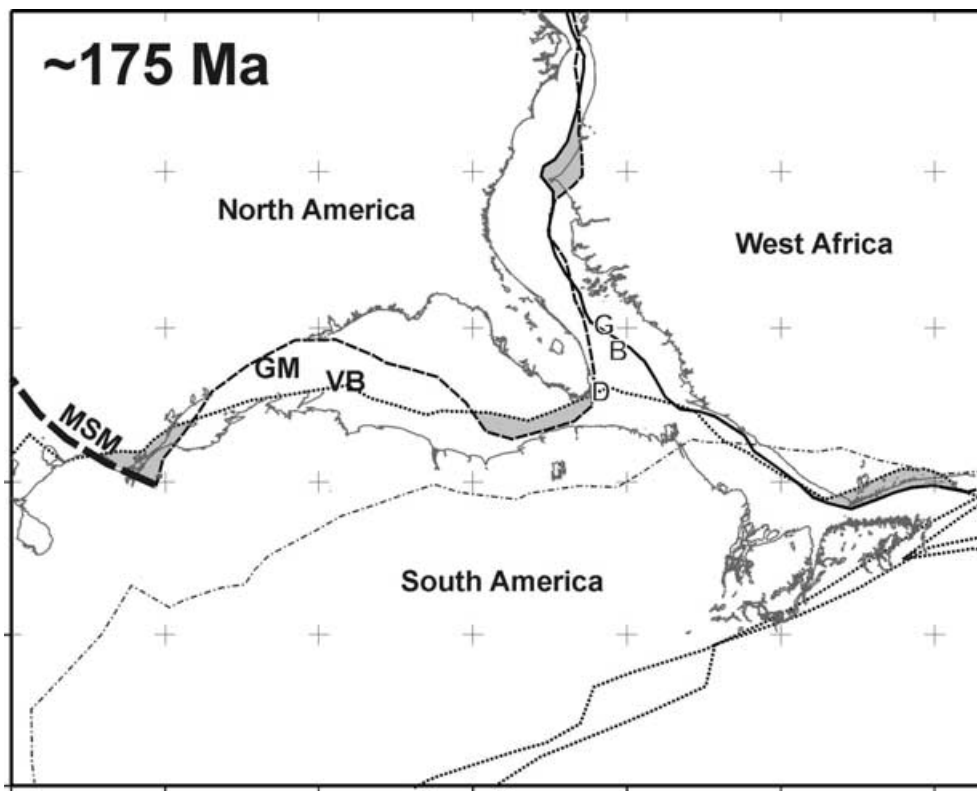 ~175 Ma
North America
West Africa
G
B
GM
VB
D
MSM
South America